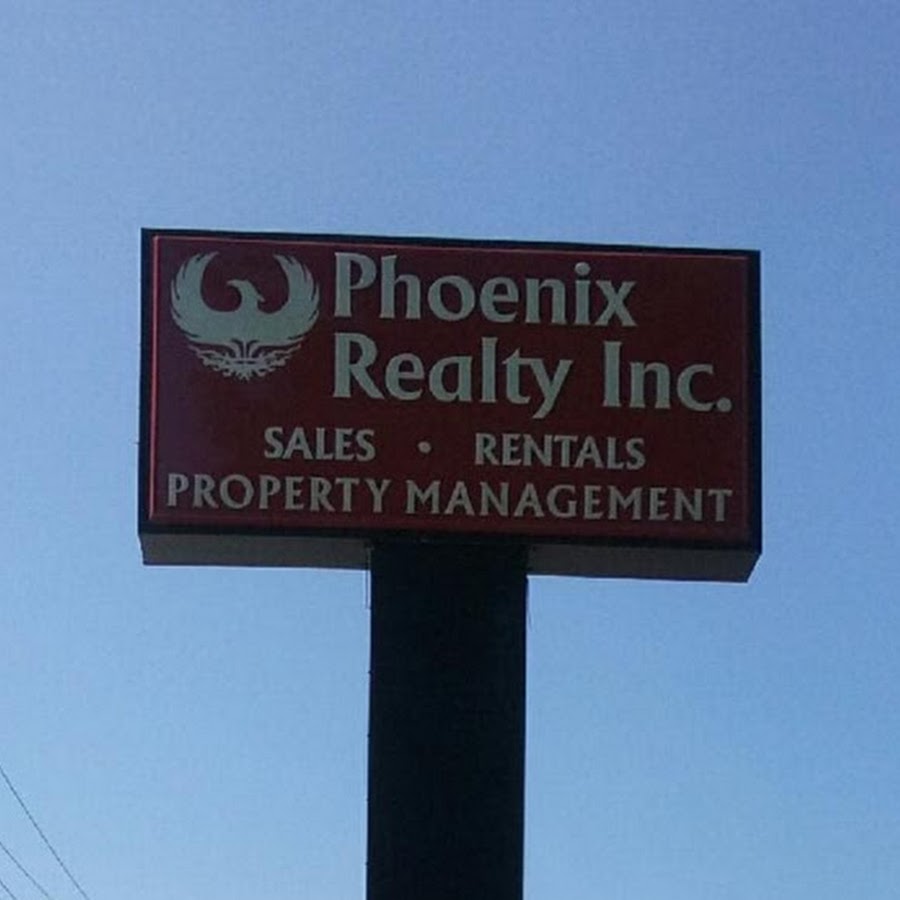 Phoenix
Realty Inc.
SALES • RENTALS
PROPERTY MANAGEMENT